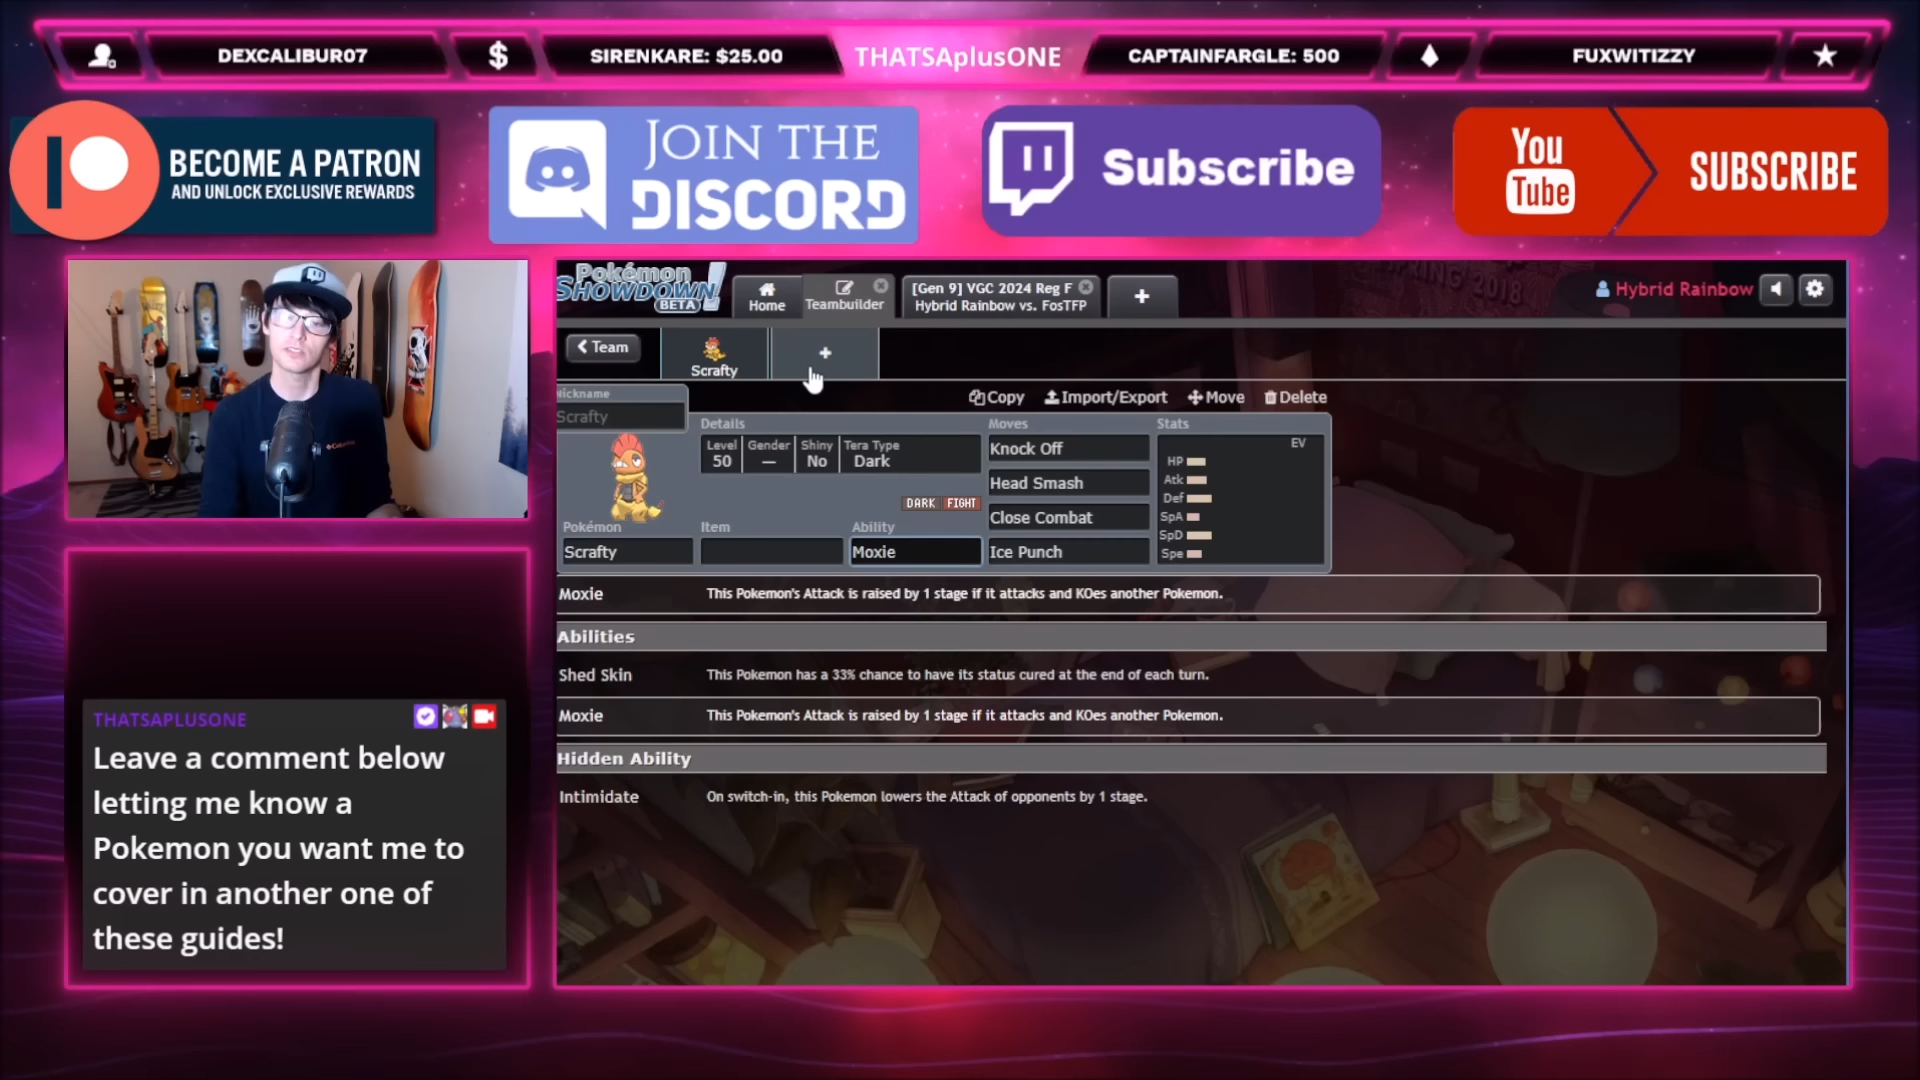 DEXCALIBUR07
$
SIRENKARE: $25.00
THATSAplusONE
CAPTAINFARGLE: 500
FUXWITIZZY
BECOME A PATRON
AND UNLOCK EXCLUSIVE REWARDS
JOIN THE
DISCORD
Subscribe
You
Tube
SUBSCRIBE
Pokémon
SHOWDOWN!
BETA
Home
Teambuilder
[Gen 9] VGC 2024 Reg F
Hybrid Rainbow vs. FosTFP
Hybrid Rainbow
Team
Scrafty
Copy
Import/Export
Move
Delete
Nickname
Scrafty
Details
Level
50
Gender
—
Shiny
No
Tera Type
Dark
DARK FIGHT
Pokémon
Scrafty
Item
Ability
Moxie
Moves
Knock Off
Head Smash
Close Combat
Ice Punch
Stats
EV
HP
Atk
Def
SpA
SpD
Spe
Moxie This Pokemon's Attack is raised by 1 stage if it attacks and KOes another Pokemon.
Abilities
Shed Skin This Pokemon has a 33% chance to have its status cured at the end of each turn.
Moxie This Pokemon's Attack is raised by 1 stage if it attacks and KOes another Pokemon.
Hidden Ability
Intimidate On switch-in, this Pokemon lowers the Attack of opponents by 1 stage.
THATSAPLUSONE
Leave a comment below
letting me know a
Pokemon you want me to
cover in another one of
these guides!